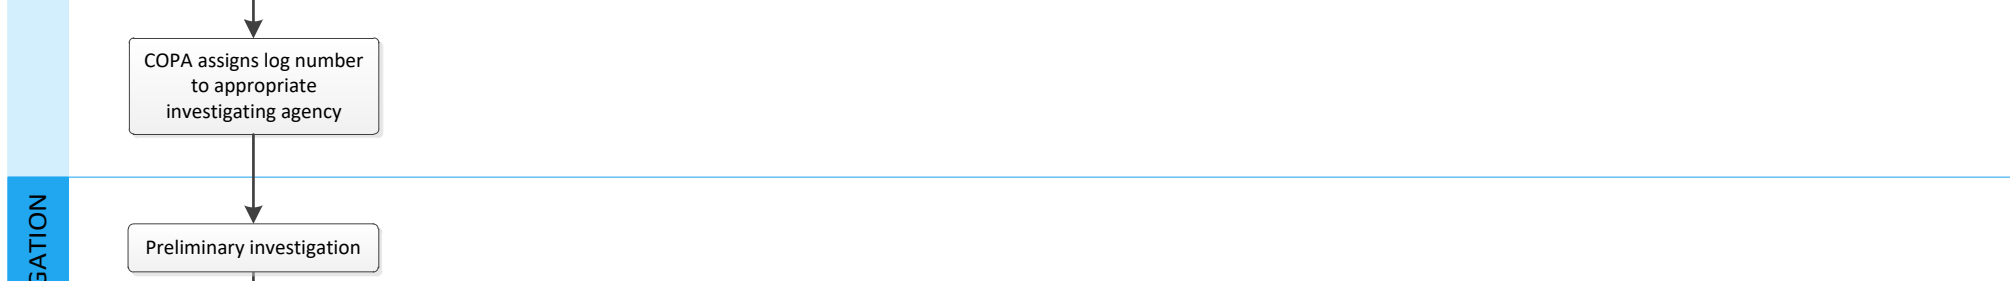 COPA assigns log number
to appropriate
investigating agency
GATION
Preliminary investigation